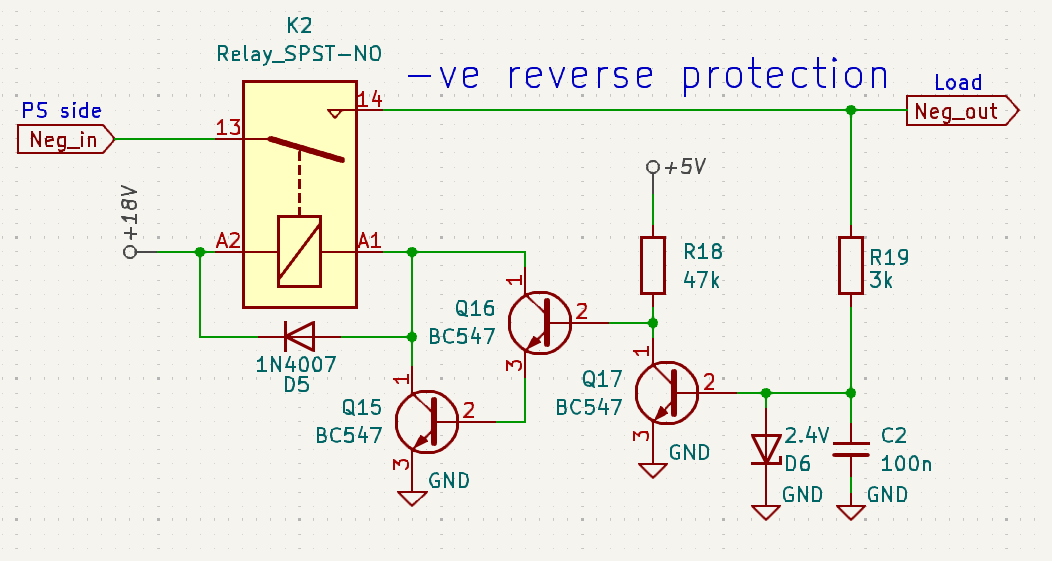 K2
Relay_SPST-NO
-ve reverse protection
Load
Neg_out
14
PS side
Neg_in
13
+18V
A2
A1
+5V
R18
47k
R19
3k
1
Q16
BC547
2
3
1N4007
D5
1
Q17
BC547
2
3
GND
1
Q15
BC547
2
3
GND
2.4V
D6
GND
C2
100n
GND